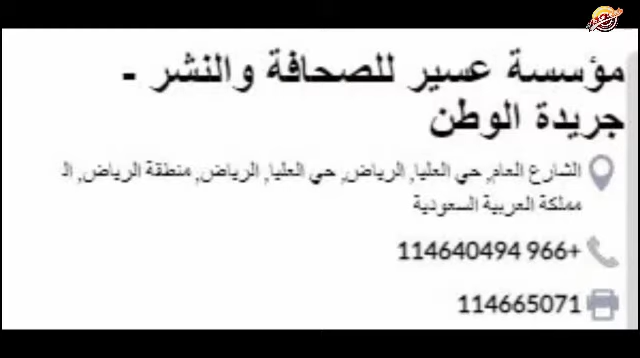 مؤسسة عسير للصحافة والنشر -
جريدة الوطن
الشارع العام, حي العليا, الرياض, حي العليا, الرياض, منطقة الرياض, ال
مملكة العربية السعودية
+966 114640494
114665071